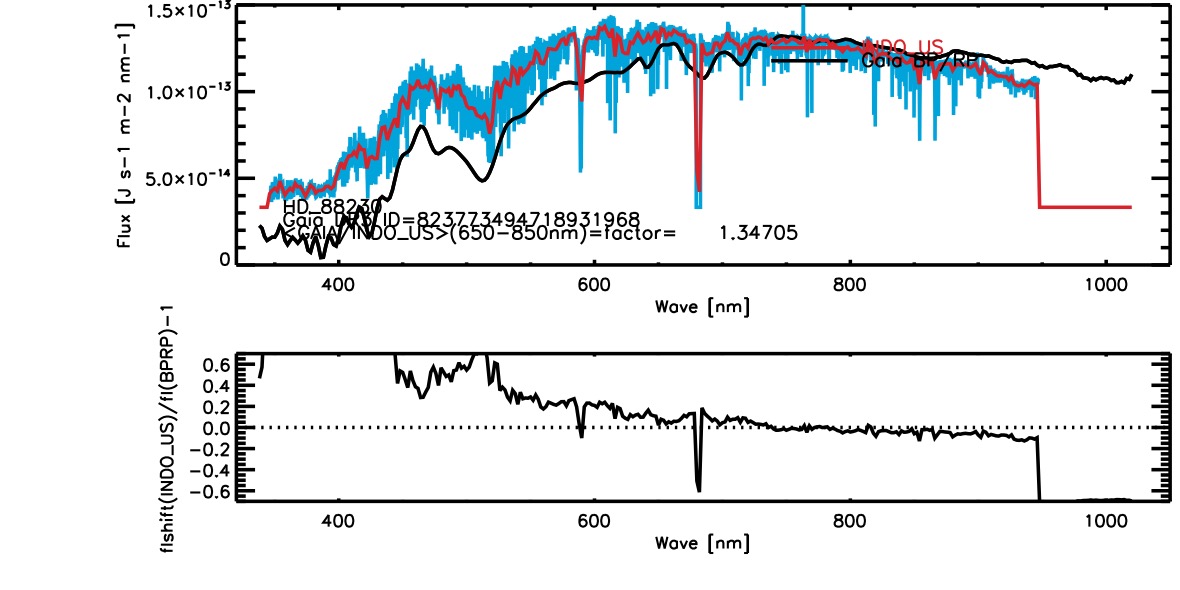 1.5×10−13
1.0×10−13
5.0×10−14
0
Flux [J s−1 m−2 nm−1]
INDO_US
Gaia BP/RP
HD_88230
Gaia DR3 ID=823773494718931968
<GAIA/INDO_US>(650−850nm)=factor= 1.34705
400 600 800 1000
Wave [nm]
flshift(INDO_US)/fl(BPRP)−1
0.6
0.4
0.2
0.0
−0.2
−0.4
−0.6
400 600 800 1000
Wave [nm]